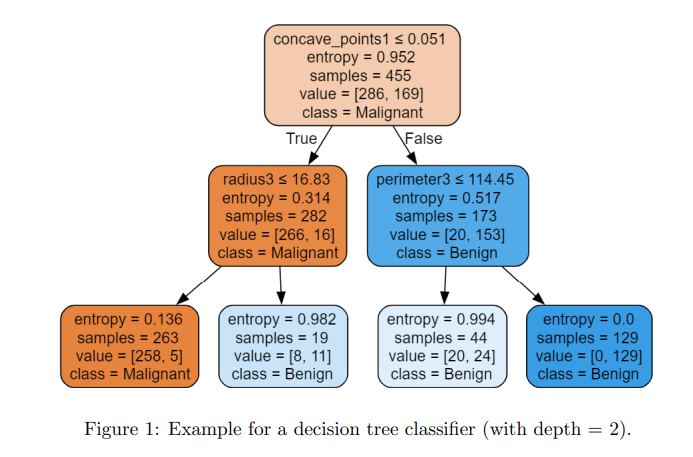 concave_points1 ≤ 0.051
entropy = 0.952
samples = 455
value = [286, 169]
class = Malignant
True
False
radius3 ≤ 16.83
entropy = 0.314
samples = 282
value = [266, 16]
class = Malignant
perimeter3 ≤ 114.45
entropy = 0.517
samples = 173
value = [20, 153]
class = Benign
entropy = 0.136
samples = 263
value = [258, 5]
class = Malignant
entropy = 0.982
samples = 19
value = [8, 11]
class = Benign
entropy = 0.994
samples = 44
value = [20, 24]
class = Benign
entropy = 0.0
samples = 129
value = [0, 129]
class = Benign
Figure 1: Example for a decision tree classifier (with depth = 2).